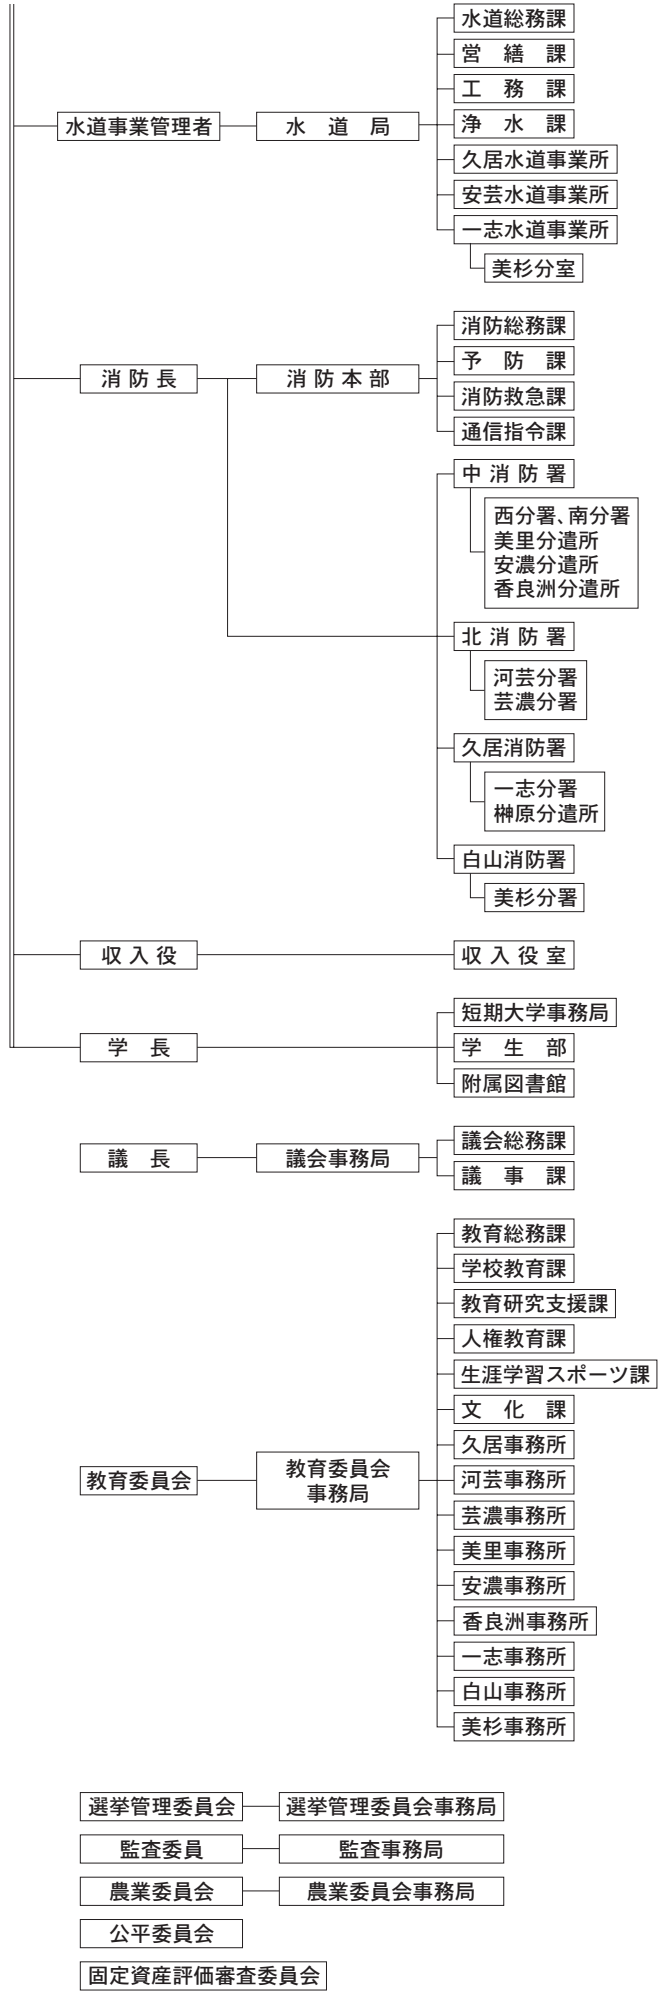 水道事業管理者
水道局
水道総務課
営繕課
工務課
浄水課
久居水道事業所
安芸水道事業所
一志水道事業所
美杉分室
消防長
消防本部
消防総務課
予防課
消防救急課
通信指令課
中消防署
西分署、南分署
美里分遣所
安濃分遣所
香良洲分遣所
北消防署
河芸分署
芸濃分署
久居消防署
一志分署
榊原分遣所
白山消防署
美杉分署
収入役
収入役室
学長
短期大学事務局
学生部
附属図書館
議長
議会事務局
議会総務課
議事課
教育委員会
教育委員会
事務局
教育総務課
学校教育課
教育研究支援課
人権教育課
生涯学習スポーツ課
文化課
久居事務所
河芸事務所
芸濃事務所
美里事務所
安濃事務所
香良洲事務所
一志事務所
白山事務所
美杉事務所
選挙管理委員会
選挙管理委員会事務局
監査委員
監査事務局
農業委員会
農業委員会事務局
公平委員会
固定資産評価審査委員会